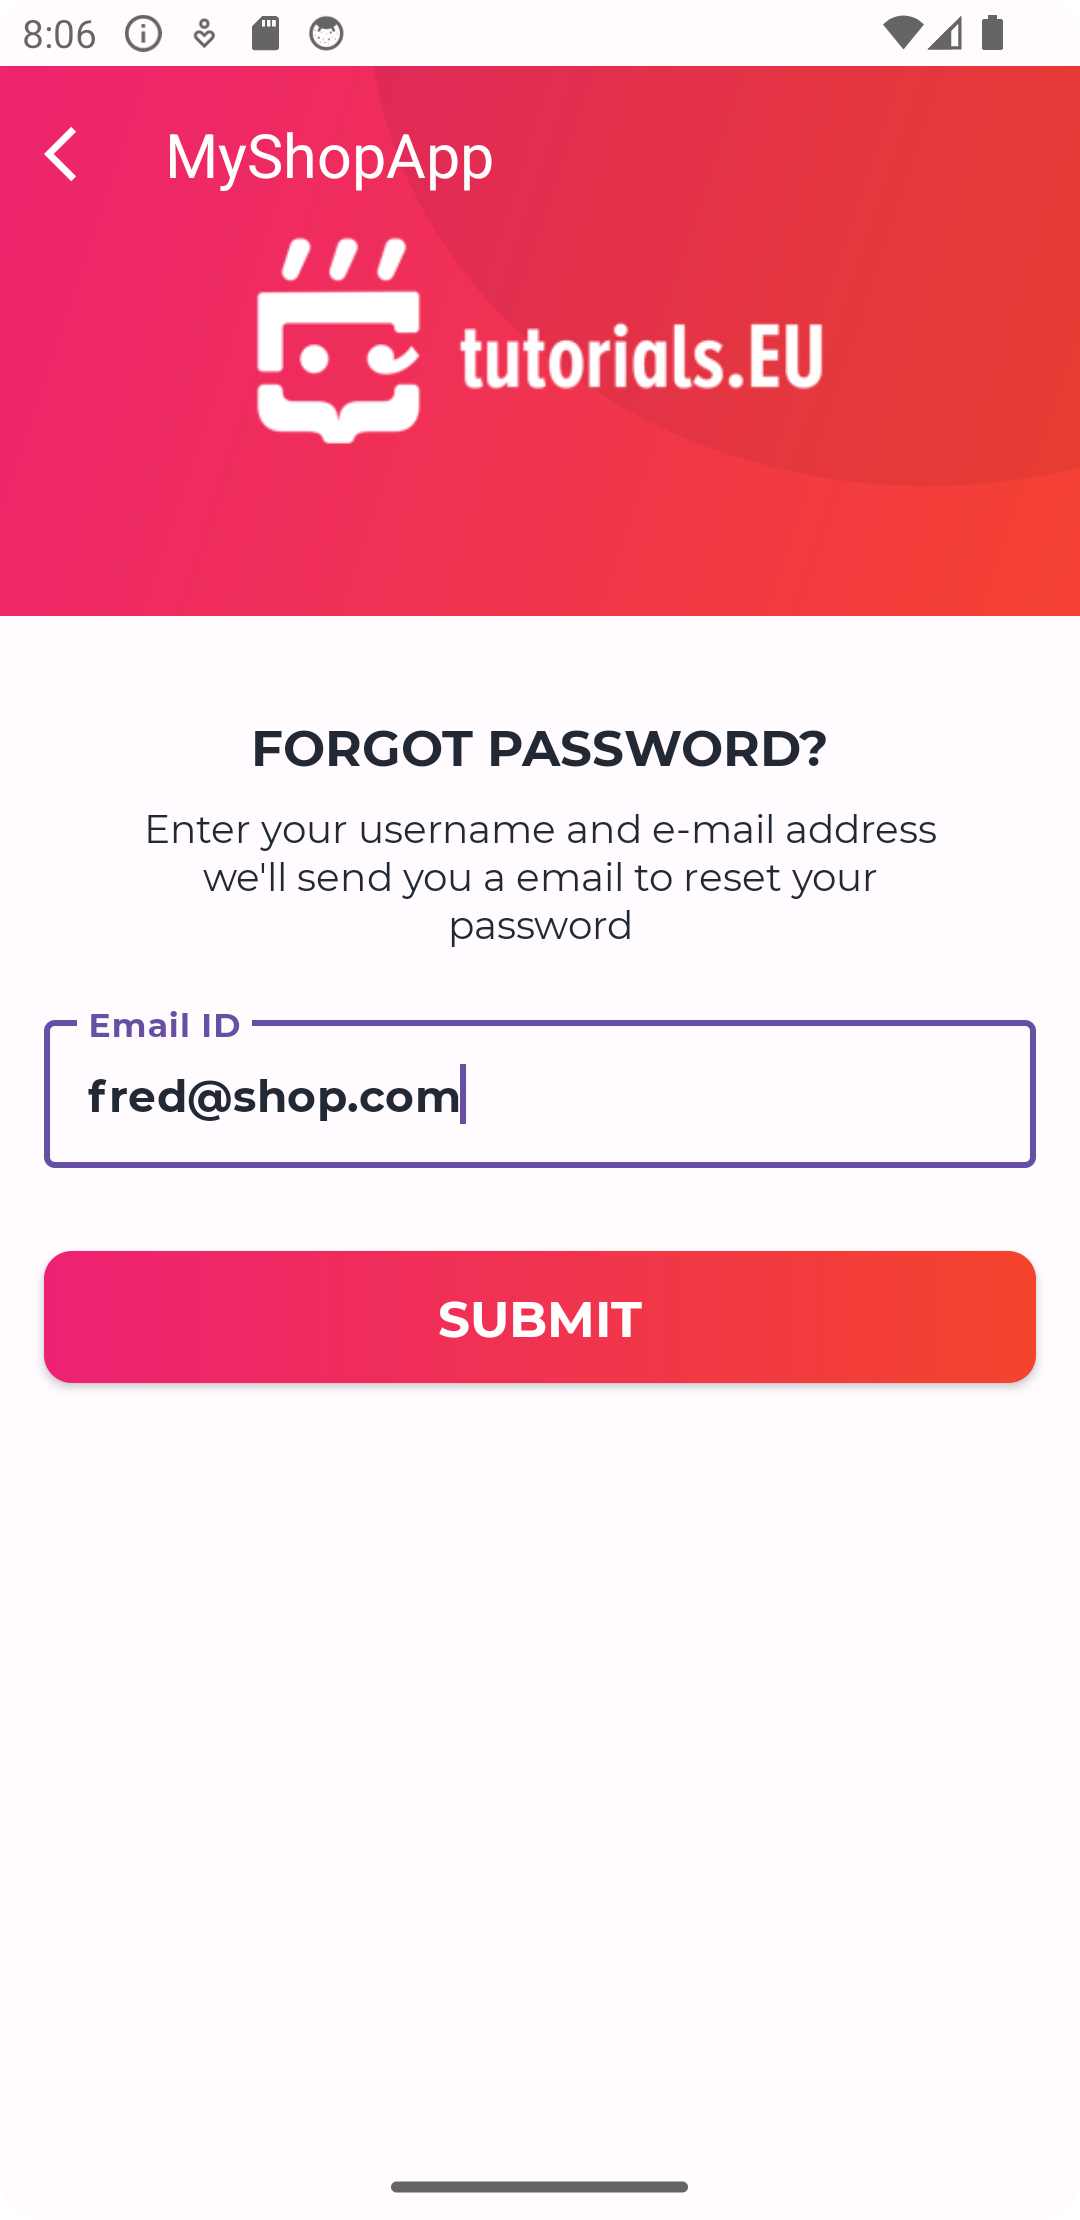 8:06
MyShopApp
tutorials.EU
FORGOT PASSWORD?
Enter your username and e-mail address
we'll send you a email to reset your
password
Email ID
fred@shop.com
SUBMIT